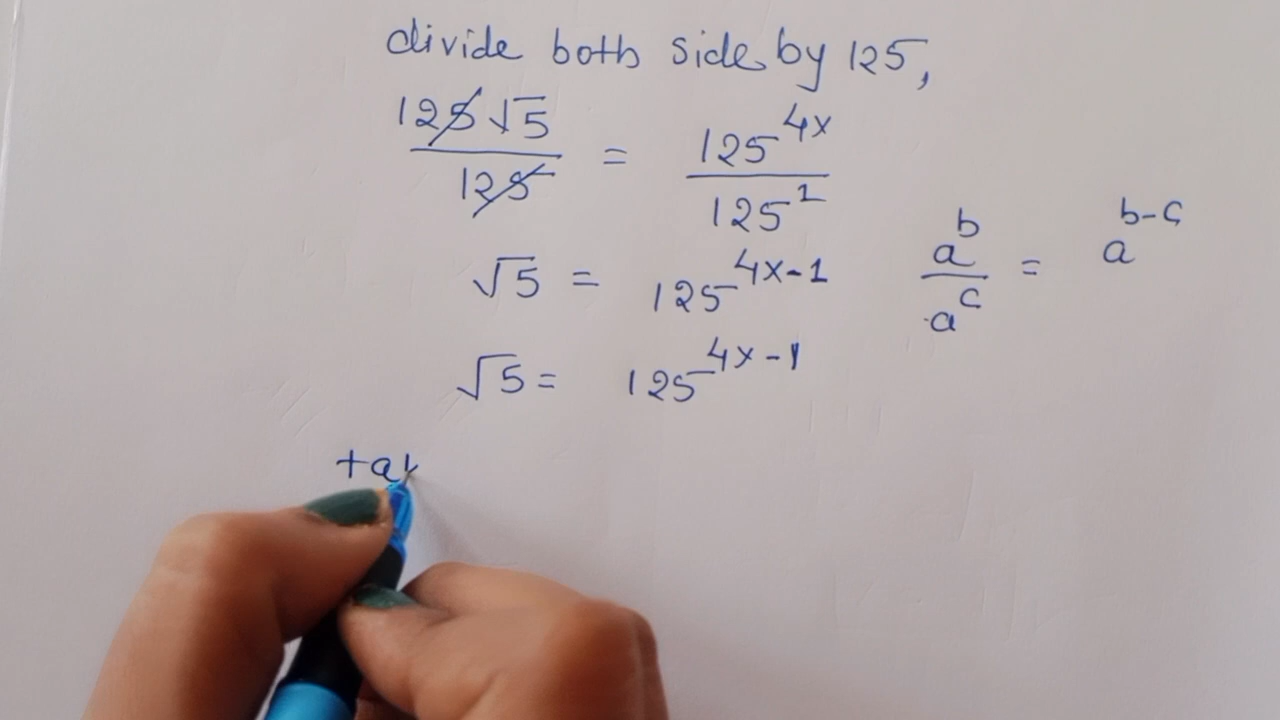 divide both side by 125,
125√5 / 125 = 125^4x / 125^1
√5 = 125^4x-1
a^b / a^c = a^b-c
√5 = 125^4x-1